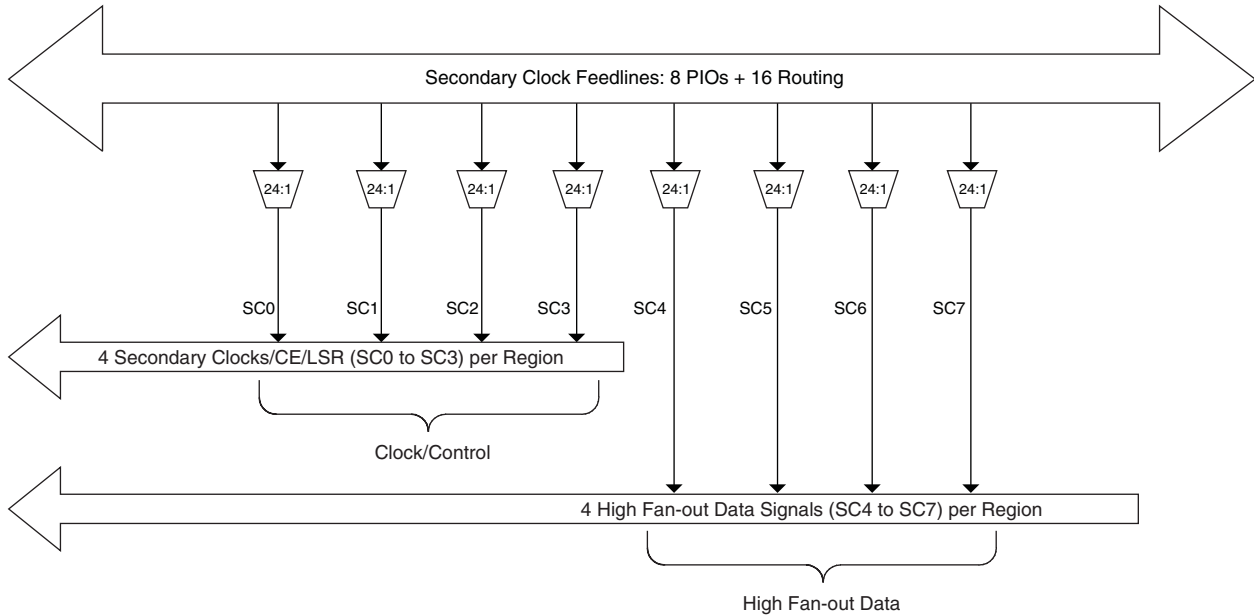 Secondary Clock Feedlines: 8 PIOs + 16 Routing
24:1
24:1
24:1
24:1
24:1
24:1
24:1
24:1
SC0
SC1
SC2
SC3
SC4
SC5
SC6
SC7
4 Secondary Clocks/CE/LSR (SC0 to SC3) per Region
Clock/Control
4 High Fan-out Data Signals (SC4 to SC7) per Region
High Fan-out Data